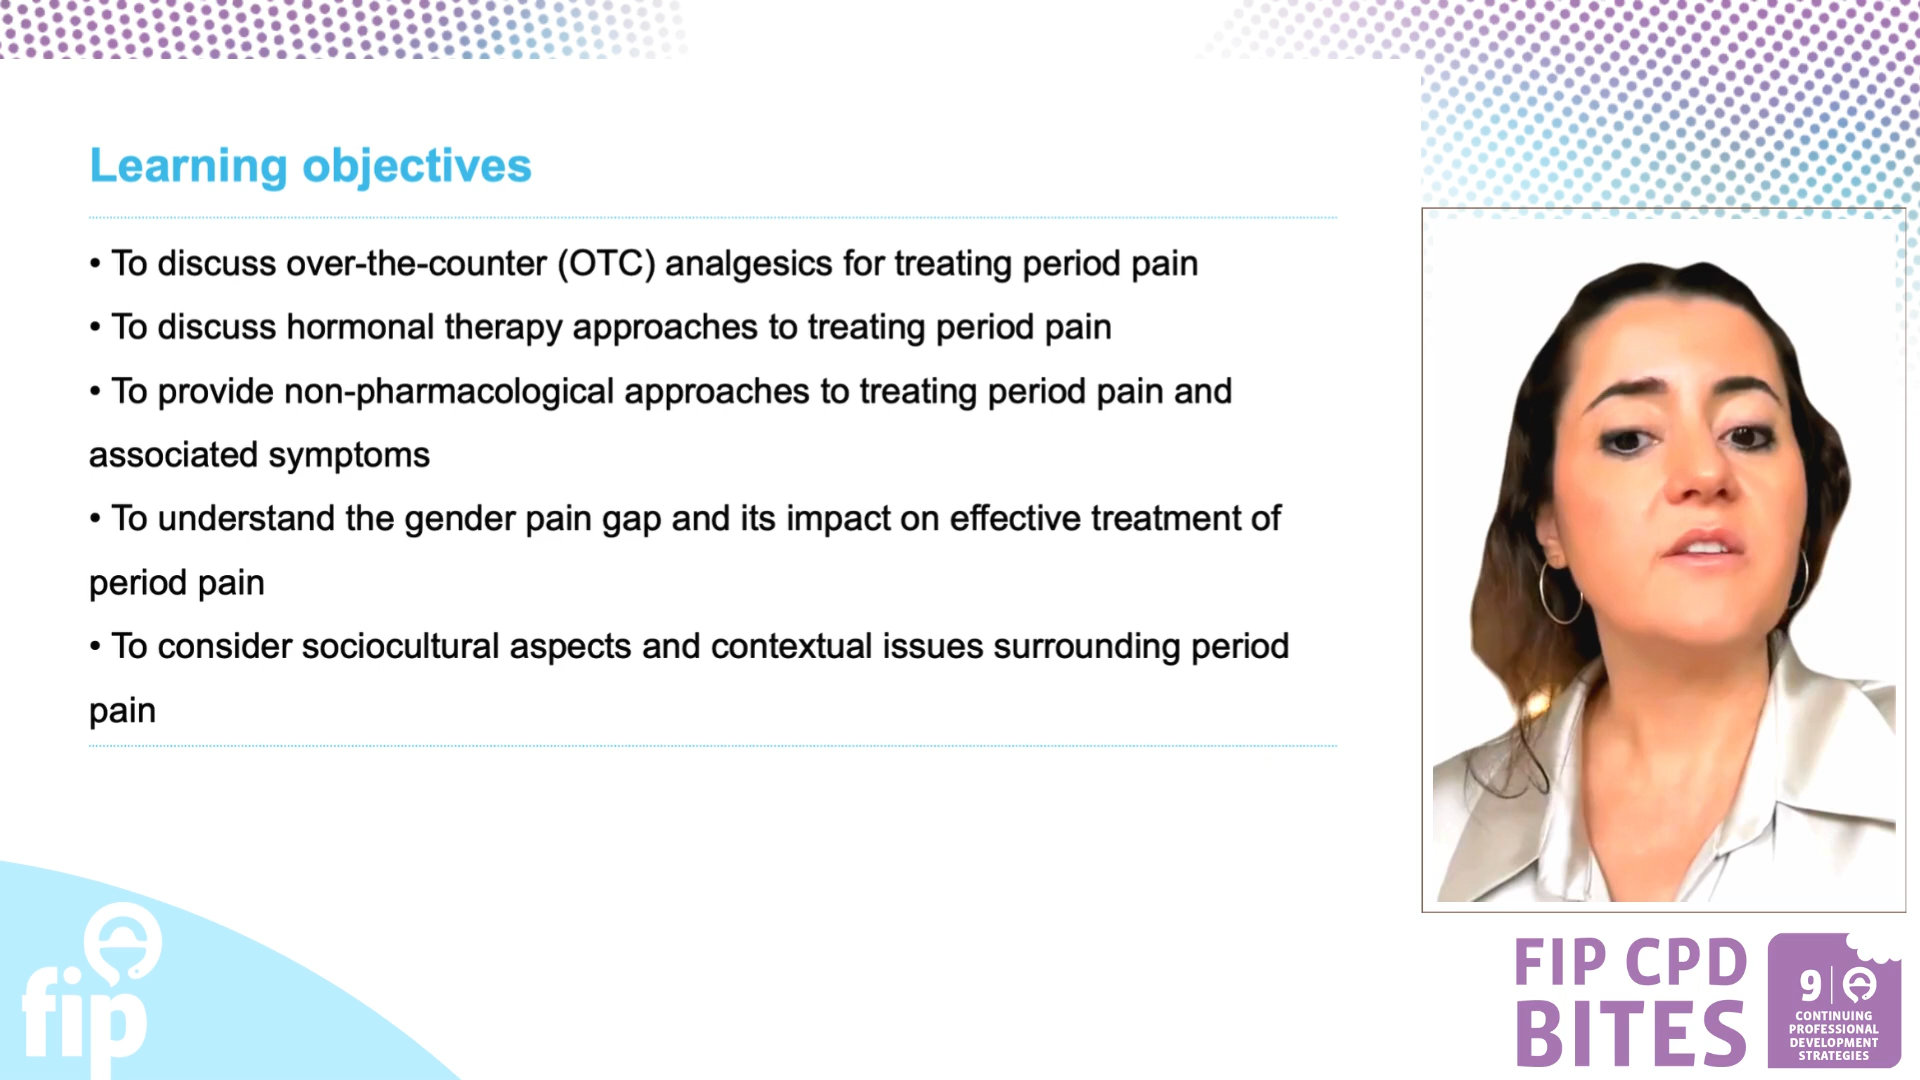 Learning objectives
• To discuss over-the-counter (OTC) analgesics for treating period pain
• To discuss hormonal therapy approaches to treating period pain
• To provide non-pharmacological approaches to treating period pain and
associated symptoms
• To understand the gender pain gap and its impact on effective treatment of
period pain
• To consider sociocultural aspects and contextual issues surrounding period
pain
fip
FIP CPD
BITES
9
CONTINUING
PROFESSIONAL
DEVELOPMENT
STRATEGIES